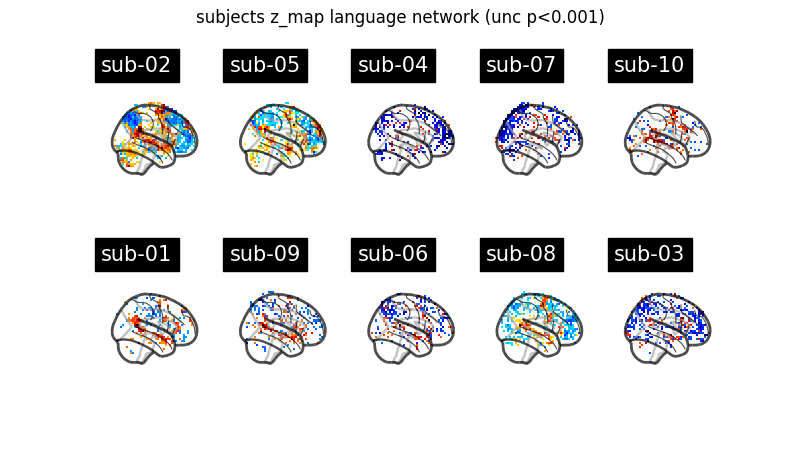 subjects z_map language network (unc p<0.001)
sub-02
sub-05
sub-04
sub-07
sub-10
sub-01
sub-09
sub-06
sub-08
sub-03